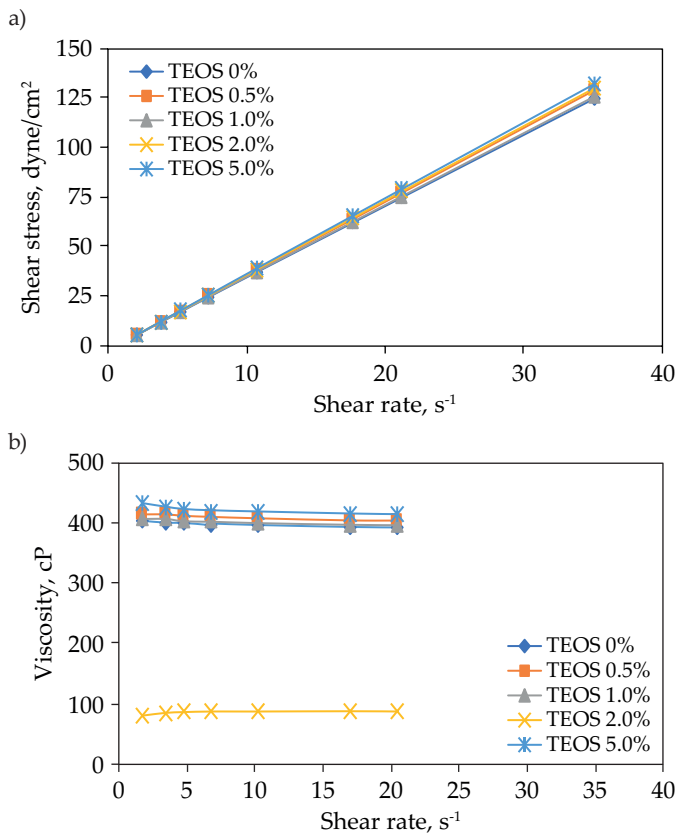 a)
150
125
100
75
50
25
0
Shear stress, dyne/cm²
TEOS 0%
TEOS 0.5%
TEOS 1.0%
TEOS 2.0%
TEOS 5.0%
0 10 20 30 40
Shear rate, s⁻¹
b)
500
400
300
200
100
0
Viscosity, cP
TEOS 0%
TEOS 0.5%
TEOS 1.0%
TEOS 2.0%
TEOS 5.0%
0 5 10 15 20 25 30 35 40
Shear rate, s⁻¹